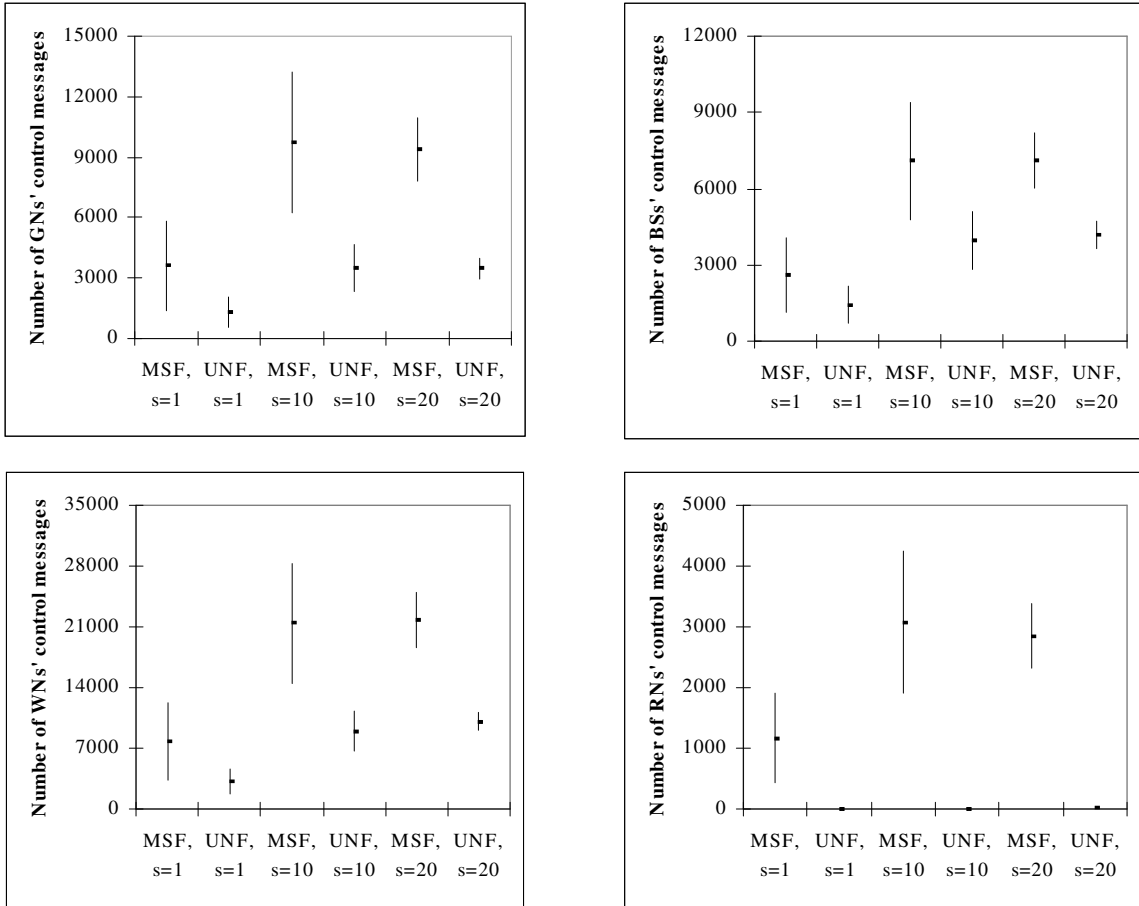 Number of GNs' control messages
15000
12000
9000
6000
3000
0
MSF, UNF, MSF, UNF, MSF, UNF,
s=1 s=1 s=10 s=10 s=20 s=20
Number of BSs' control messages
12000
9000
6000
3000
0
MSF, UNF, MSF, UNF, MSF, UNF,
s=1 s=1 s=10 s=10 s=20 s=20
Number of WNs' control messages
35000
28000
21000
14000
7000
0
MSF, UNF, MSF, UNF, MSF, UNF,
s=1 s=1 s=10 s=10 s=20 s=20
Number of RNs' control messages
5000
4000
3000
2000
1000
0
MSF, UNF, MSF, UNF, MSF, UNF,
s=1 s=1 s=10 s=10 s=20 s=20